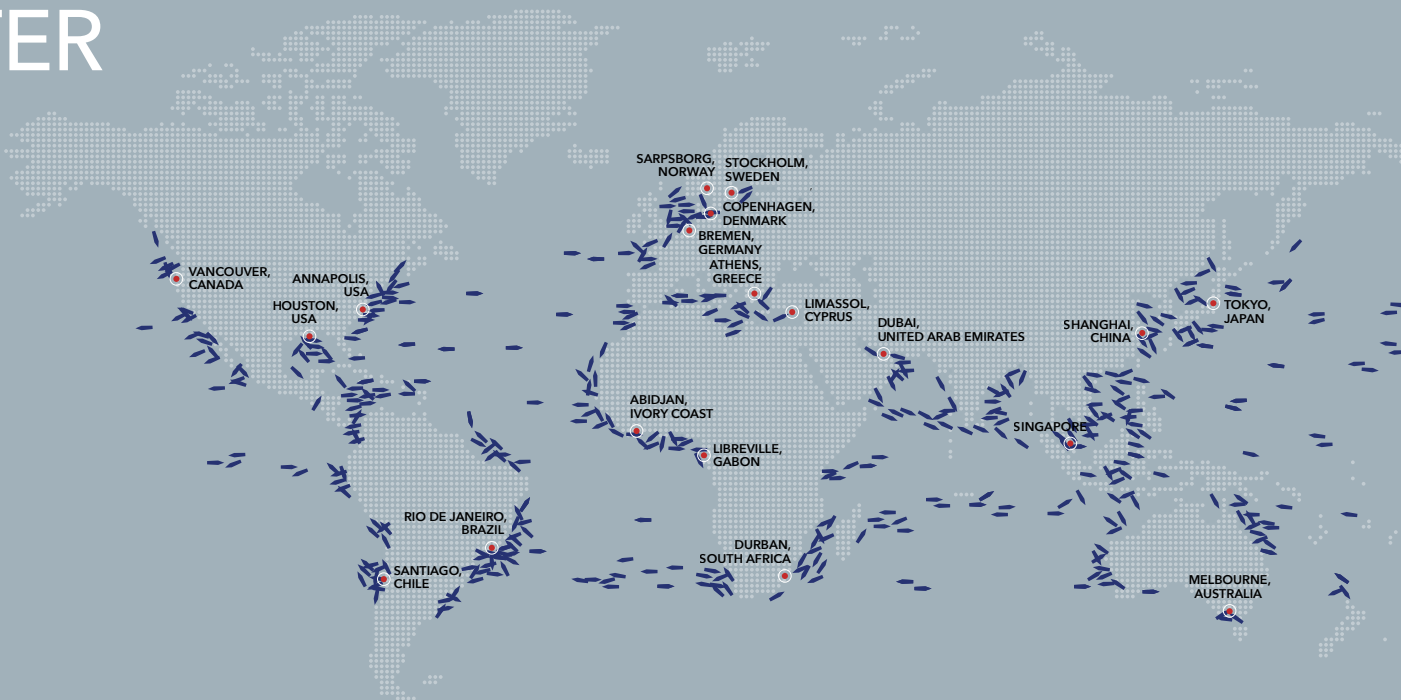 TER
SARPSBORG,
NORWAY
STOCKHOLM,
SWEDEN
COPENHAGEN,
DENMARK
BREMEN,
GERMANY
ATHENS,
GREECE
VANCOUVER,
CANADA
ANNAPOLIS,
USA
HOUSTON,
USA
LIMASSOL,
CYPRUS
DUBAI,
UNITED ARAB EMIRATES
SHANGHAI,
CHINA
TOKYO,
JAPAN
ABIDJAN,
IVORY COAST
SINGAPORE
LIBREVILLE,
GABON
RIO DE JANEIRO,
BRAZIL
DURBAN,
SOUTH AFRICA
SANTIAGO,
CHILE
MELBOURNE,
AUSTRALIA